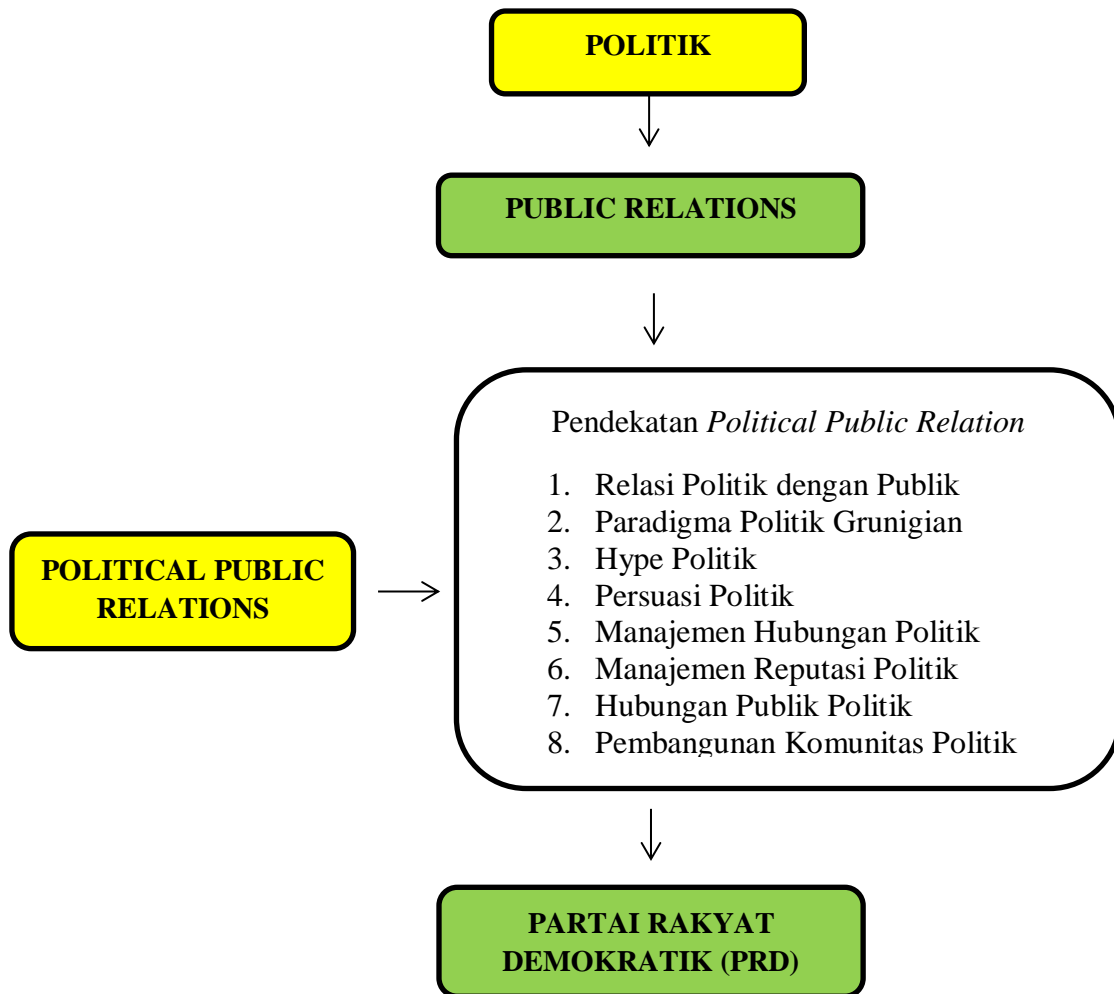 POLITIK
PUBLIC RELATIONS
Pendekatan Political Public Relation
1. Relasi Politik dengan Publik
2. Paradigma Politik Grunigian
3. Hype Politik
4. Persuasi Politik
5. Manajemen Hubungan Politik
6. Manajemen Reputasi Politik
7. Hubungan Publik Politik
8. Pembangunan Komunitas Politik
POLITICAL PUBLIC
RELATIONS
PARTAI RAKYAT
DEMOKRATIK (PRD)